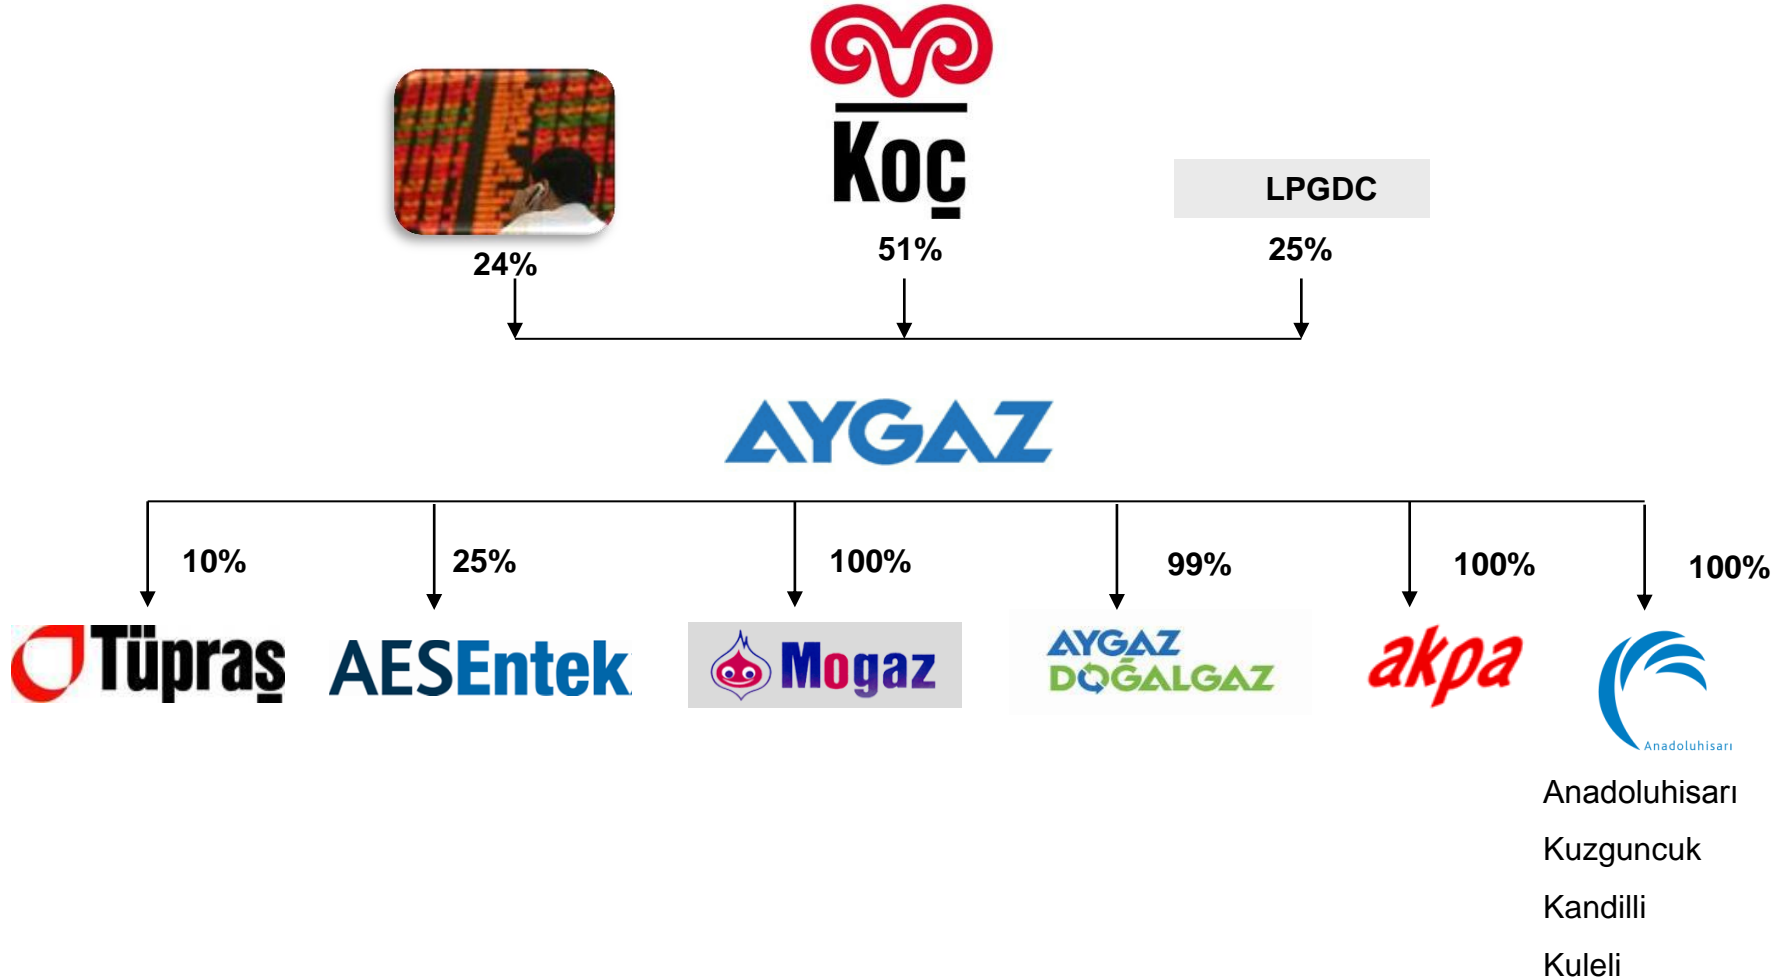 Koç
LPGDC
24%
51%
25%
AYGAZ
10%
25%
100%
99%
100%
100%
Tüpraş
AESEntek
Mogaz
AYGAZ
DOĞALGAZ
akpa
Anadoluhisarı
Anadoluhisarı
Kuzguncuk
Kandilli
Kuleli